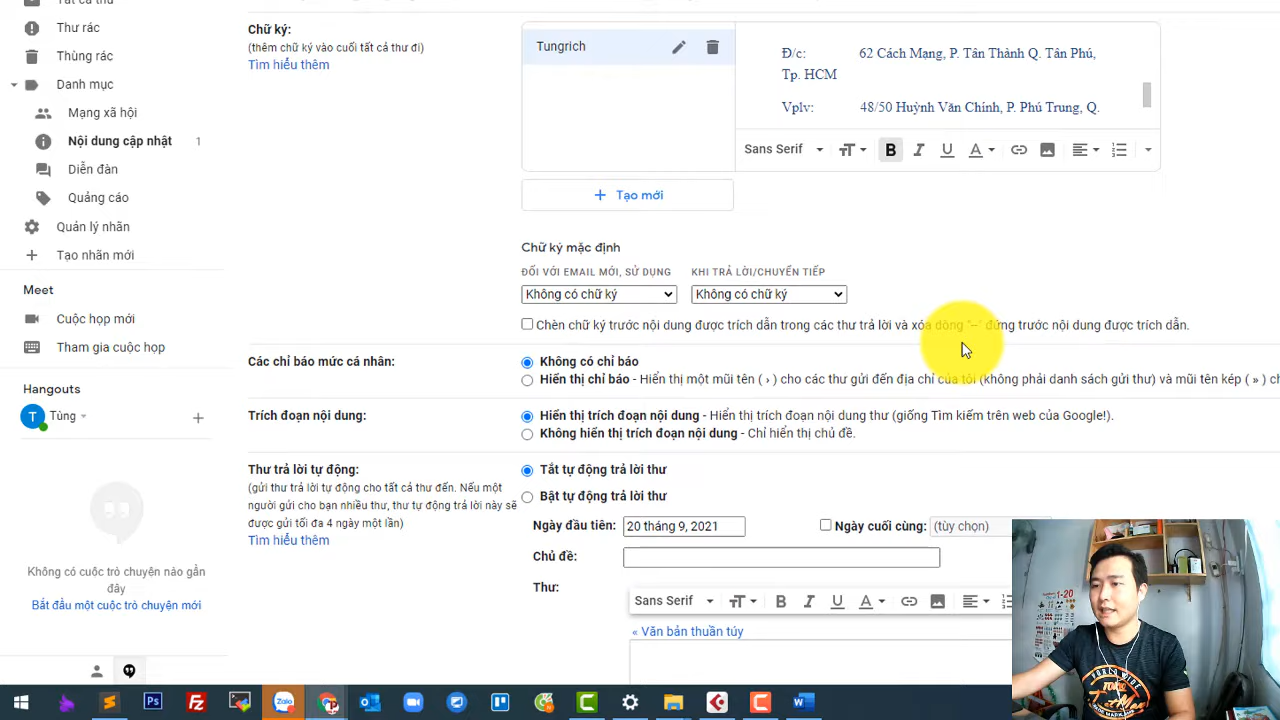 Thư rác
Thùng rác
Danh mục
Mạng xã hội
Nội dung cập nhật 1
Diễn đàn
Quảng cáo
Quản lý nhãn
Tạo nhãn mới
Meet
Cuộc họp mới
Tham gia cuộc họp
Hangouts
T Tùng
Không có cuộc trò chuyện nào gần
đây
Bắt đầu một cuộc trò chuyện mới
Chữ ký:
(thêm chữ ký vào cuối tất cả thư đi)
Tìm hiểu thêm
Tungrich
Đ/c: 62 Cách Mạng, P. Tân Thành Q. Tân Phú,
Tp. HCM
Vplv: 48/50 Huỳnh Văn Chính, P. Phú Trung, Q.
Sans Serif
Tạo mới
Chữ ký mặc định
ĐỐI VỚI EMAIL MỚI, SỬ DỤNG KHI TRẢ LỜI/CHUYỂN TIẾP
Không có chữ ký Không có chữ ký
Chèn chữ ký trước nội dung được trích dẫn trong các thư trả lời và xóa dòng "--" đứng trước nội dung được trích dẫn.
Các chỉ báo mức cá nhân:
Không có chỉ báo
Hiển thị chỉ báo - Hiển thị một mũi tên ( › ) cho các thư gửi đến địa chỉ của tôi (không phải danh sách gửi thư) và mũi tên kép ( » )
Trích đoạn nội dung:
Hiển thị trích đoạn nội dung - Hiển thị trích đoạn nội dung thư (giống Tìm kiếm trên web của Google!).
Không hiển thị trích đoạn nội dung - Chỉ hiển thị chủ đề.
Thư trả lời tự động:
(gửi thư trả lời tự động cho tất cả thư đến. Nếu một
người gửi cho bạn nhiều thư, thư tự động trả lời này sẽ
được gửi tối đa 4 ngày một lần)
Tìm hiểu thêm
Tắt tự động trả lời thư
Bật tự động trả lời thư
Ngày đầu tiên: 20 tháng 9, 2021 Ngày cuối cùng: (tùy chọn)
Chủ đề:
Thư:
Sans Serif
« Văn bản thuần túy
Zalo